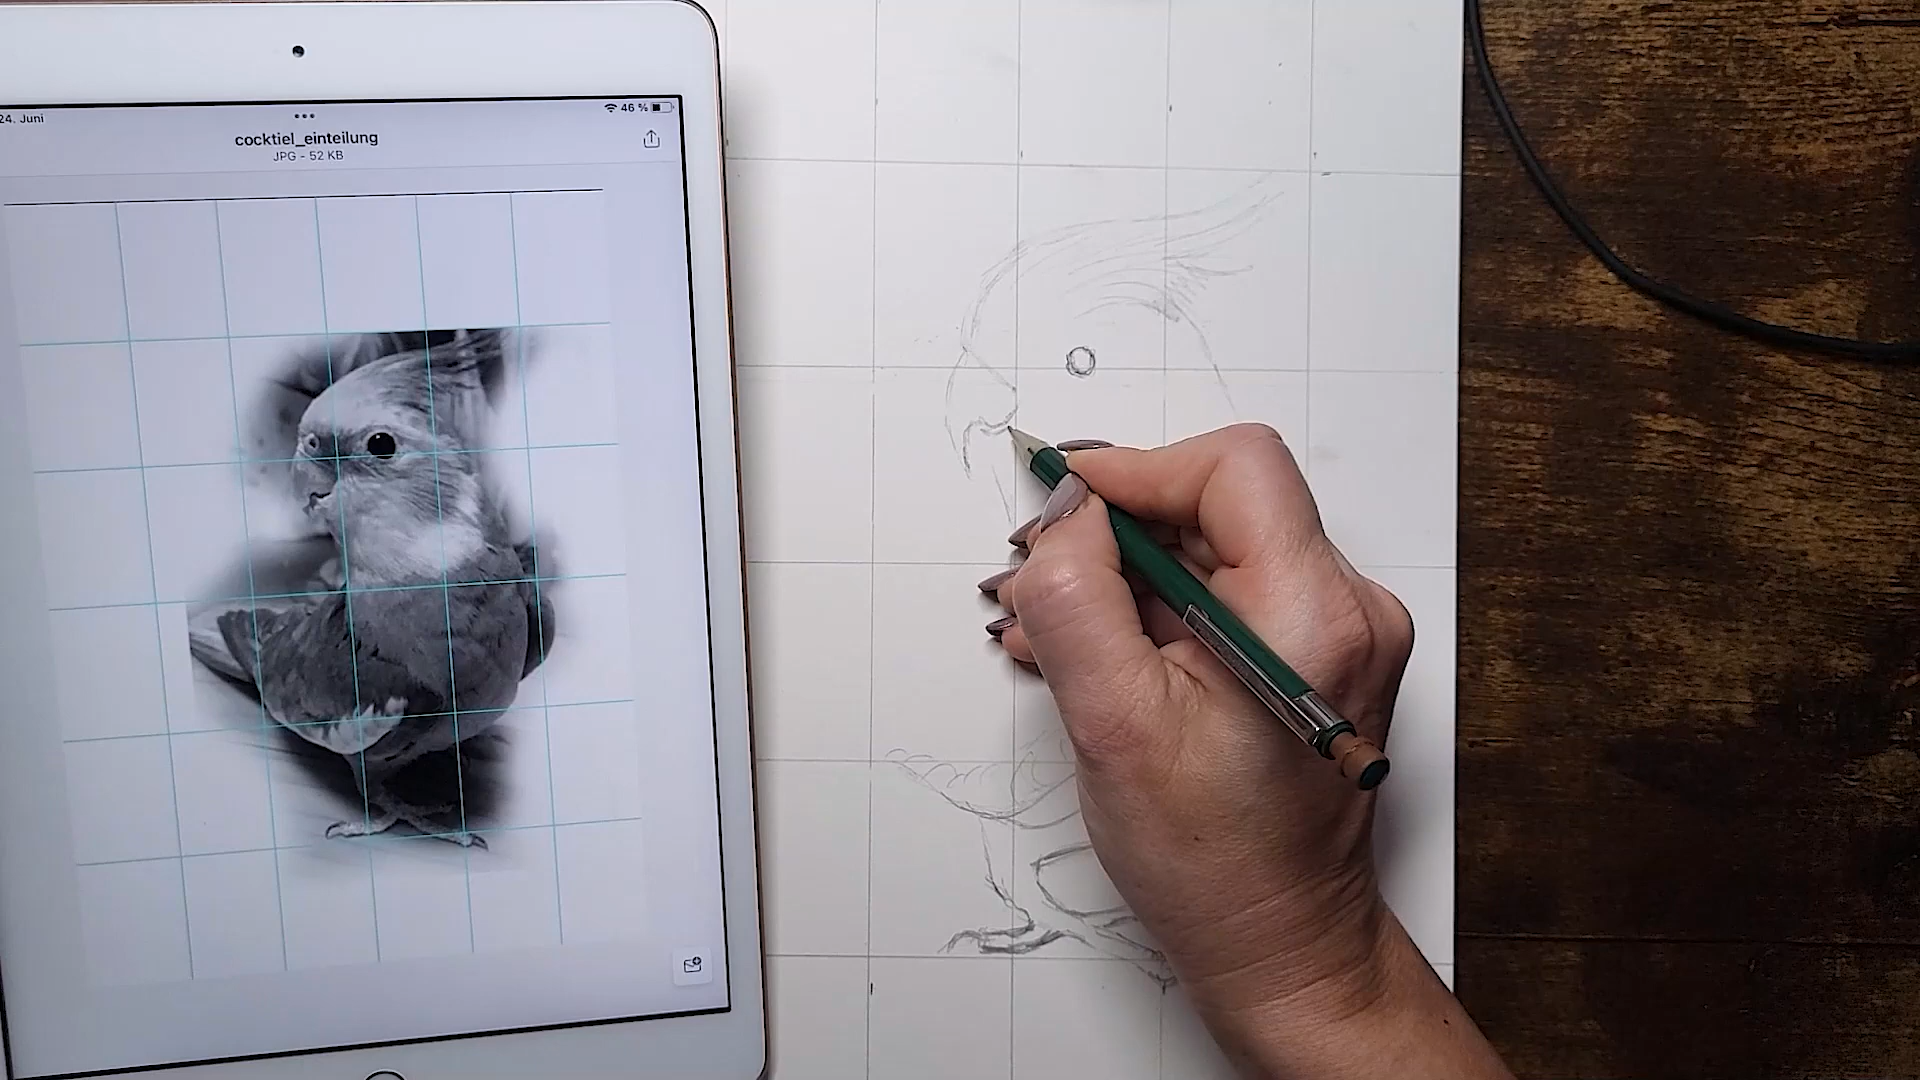 24. Juni
46 %
cocktiel_einteilung
JPG - 52 KB